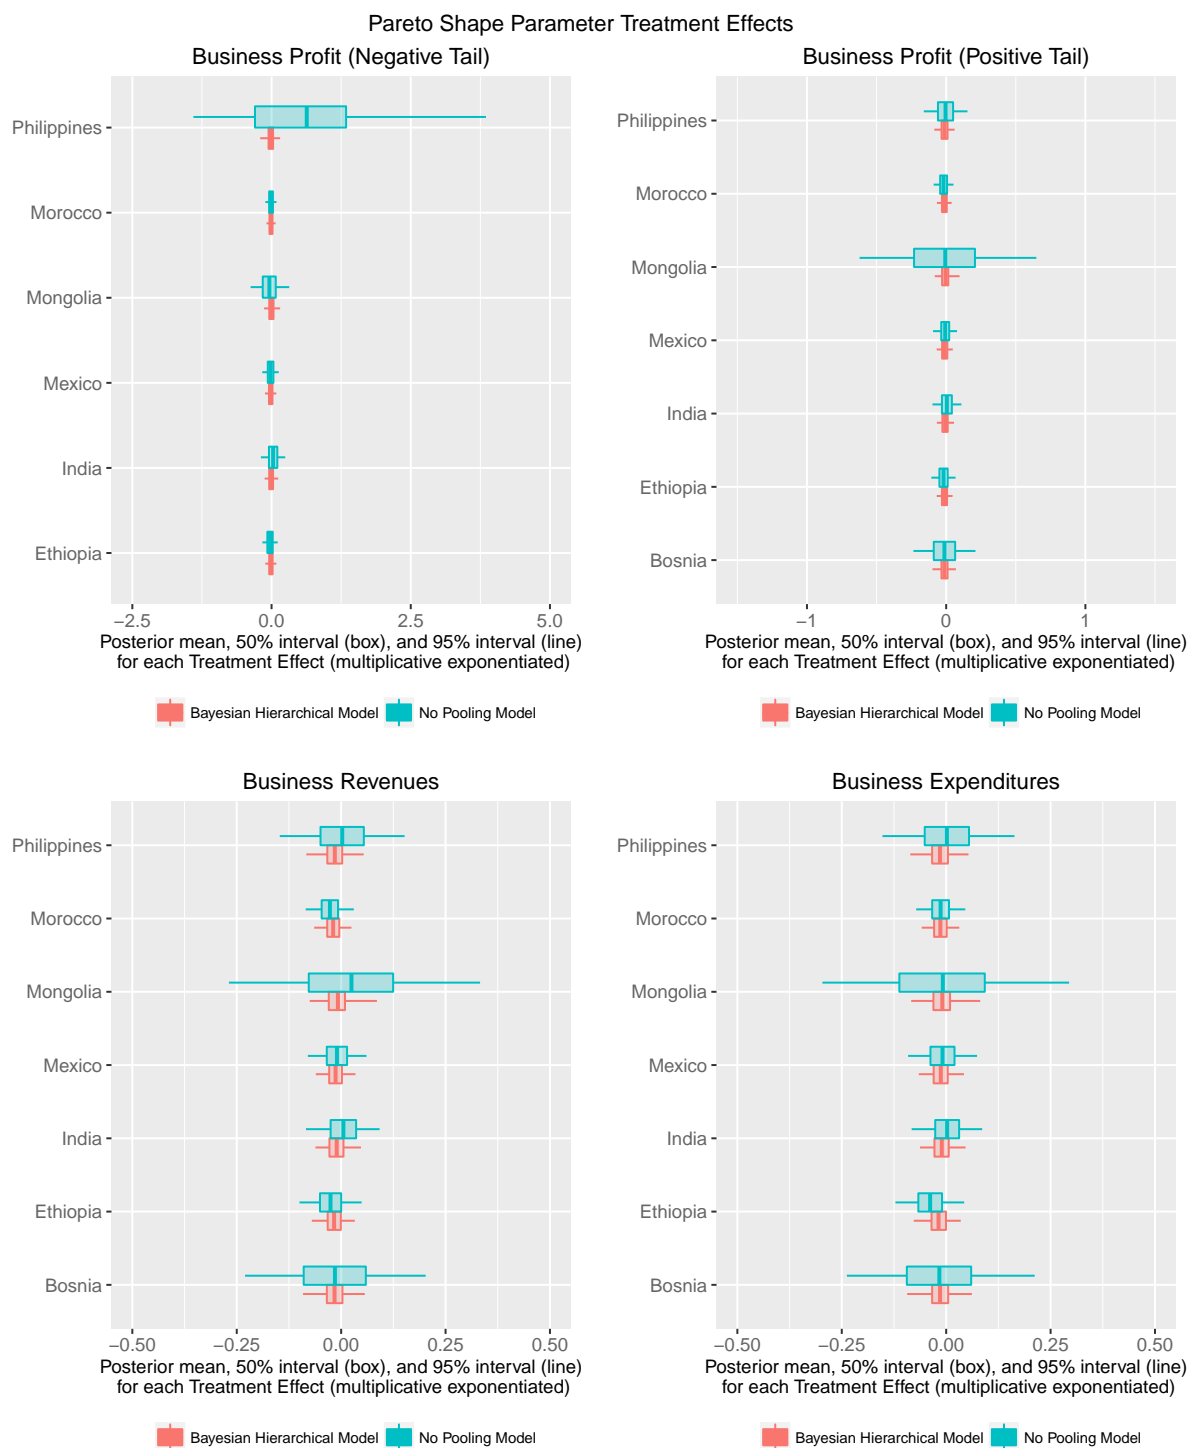 Pareto Shape Parameter Treatment Effects
Business Profit (Negative Tail)
Philippines
Morocco
Mongolia
Mexico
India
Ethiopia
−2.5 0.0 2.5 5.0
Posterior mean, 50% interval (box), and 95% interval (line)
for each Treatment Effect (multiplicative exponentiated)
Bayesian Hierarchical Model No Pooling Model
Business Profit (Positive Tail)
Philippines
Morocco
Mongolia
Mexico
India
Ethiopia
Bosnia
−1 0 1
Posterior mean, 50% interval (box), and 95% interval (line)
for each Treatment Effect (multiplicative exponentiated)
Bayesian Hierarchical Model No Pooling Model
Business Revenues
Philippines
Morocco
Mongolia
Mexico
India
Ethiopia
Bosnia
−0.50 −0.25 0.00 0.25 0.50
Posterior mean, 50% interval (box), and 95% interval (line)
for each Treatment Effect (multiplicative exponentiated)
Bayesian Hierarchical Model No Pooling Model
Business Expenditures
Philippines
Morocco
Mongolia
Mexico
India
Ethiopia
Bosnia
−0.50 −0.25 0.00 0.25 0.50
Posterior mean, 50% interval (box), and 95% interval (line)
for each Treatment Effect (multiplicative exponentiated)
Bayesian Hierarchical Model No Pooling Model